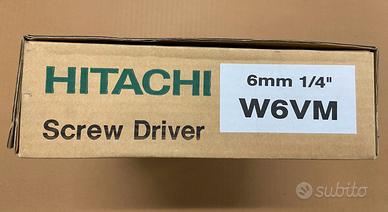 HITACHI
Screw Driver
6mm 1/4"
W6VM
subito